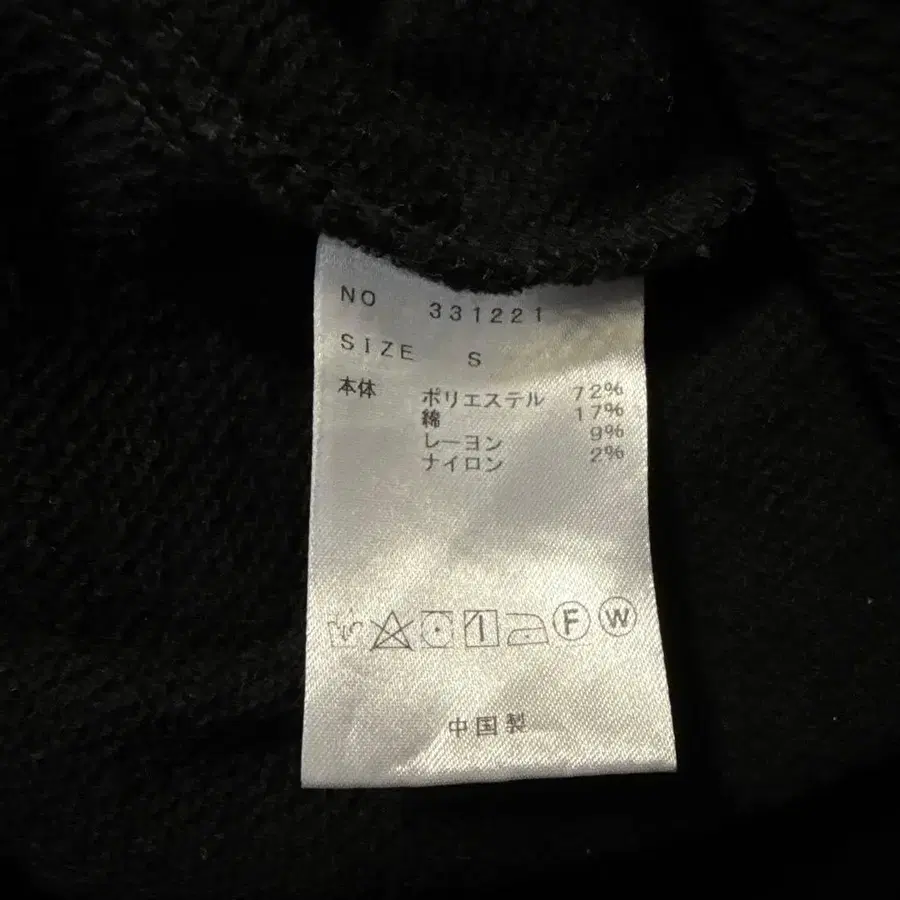 NO 331221
SIZE S
本体 ポリエステル 72%
綿 17%
レーヨン 9%
ナイロン 2%
F W
中国製